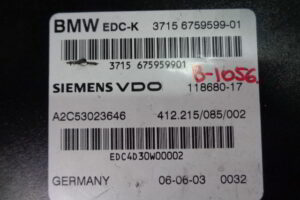 BMW EDC-K 3715 6759599-01
3715 675959901
B-1056.
SIEMENS VDO 118680-17
A2C53023646 412.215/085/002
EDC4D30W00002
GERMANY 06-06-03 0032